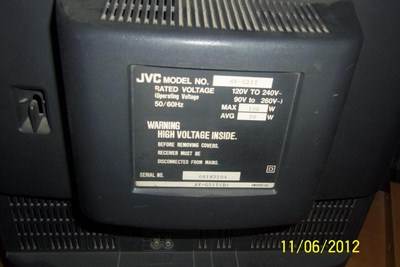 JVC MODEL NO.
RATED VOLTAGE 120V TO 240V~
(Operating Voltage 90V to 260V~)
50/60Hz MAX W
AVG W
WARNING
HIGH VOLTAGE INSIDE.
BEFORE REMOVING COVERS,
RECEIVER MUST BE
DISCONNECTED FROM MAINS.
SERIAL NO.
11/06/2012